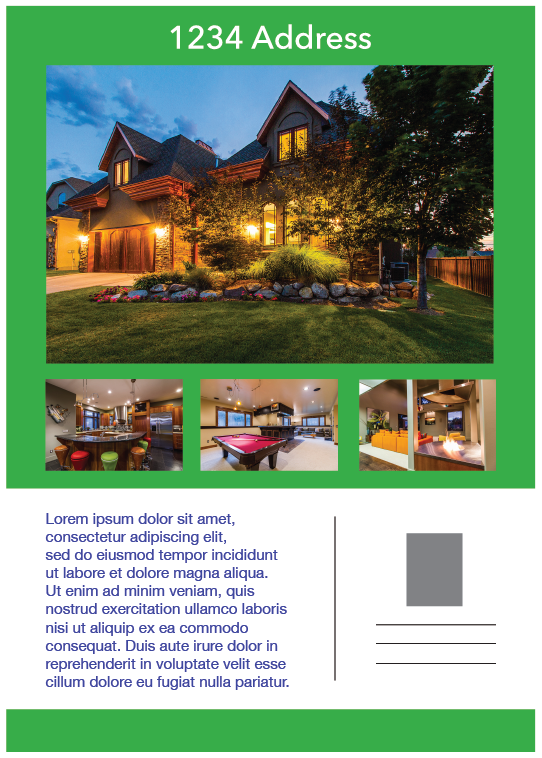 1234 Address
Lorem ipsum dolor sit amet,
consectetur adipiscing elit,
sed do eiusmod tempor incididunt
ut labore et dolore magna aliqua.
Ut enim ad minim veniam, quis
nostrud exercitation ullamco laboris
nisi ut aliquip ex ea commodo
consequat. Duis aute irure dolor in
reprehenderit in voluptate velit esse
cillum dolore eu fugiat nulla pariatur.